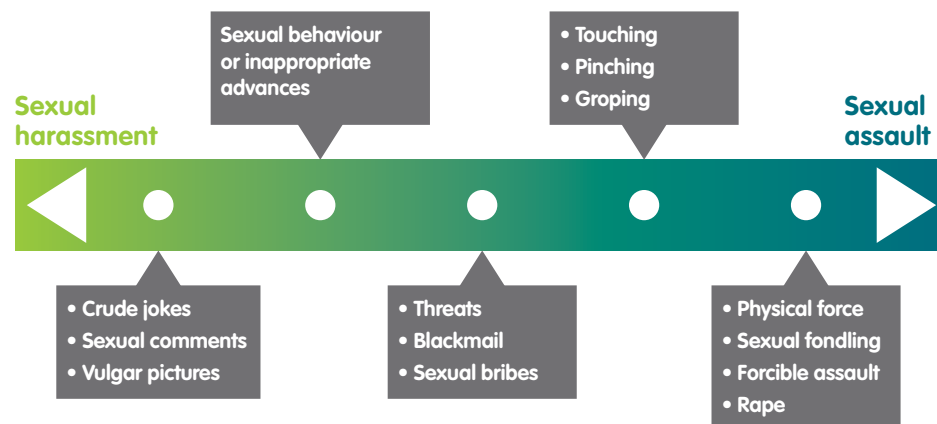 Sexual
harassment
Sexual behaviour
or inappropriate
advances
• Touching
• Pinching
• Groping
Sexual
assault
• Crude jokes
• Sexual comments
• Vulgar pictures
• Threats
• Blackmail
• Sexual bribes
• Physical force
• Sexual fondling
• Forcible assault
• Rape